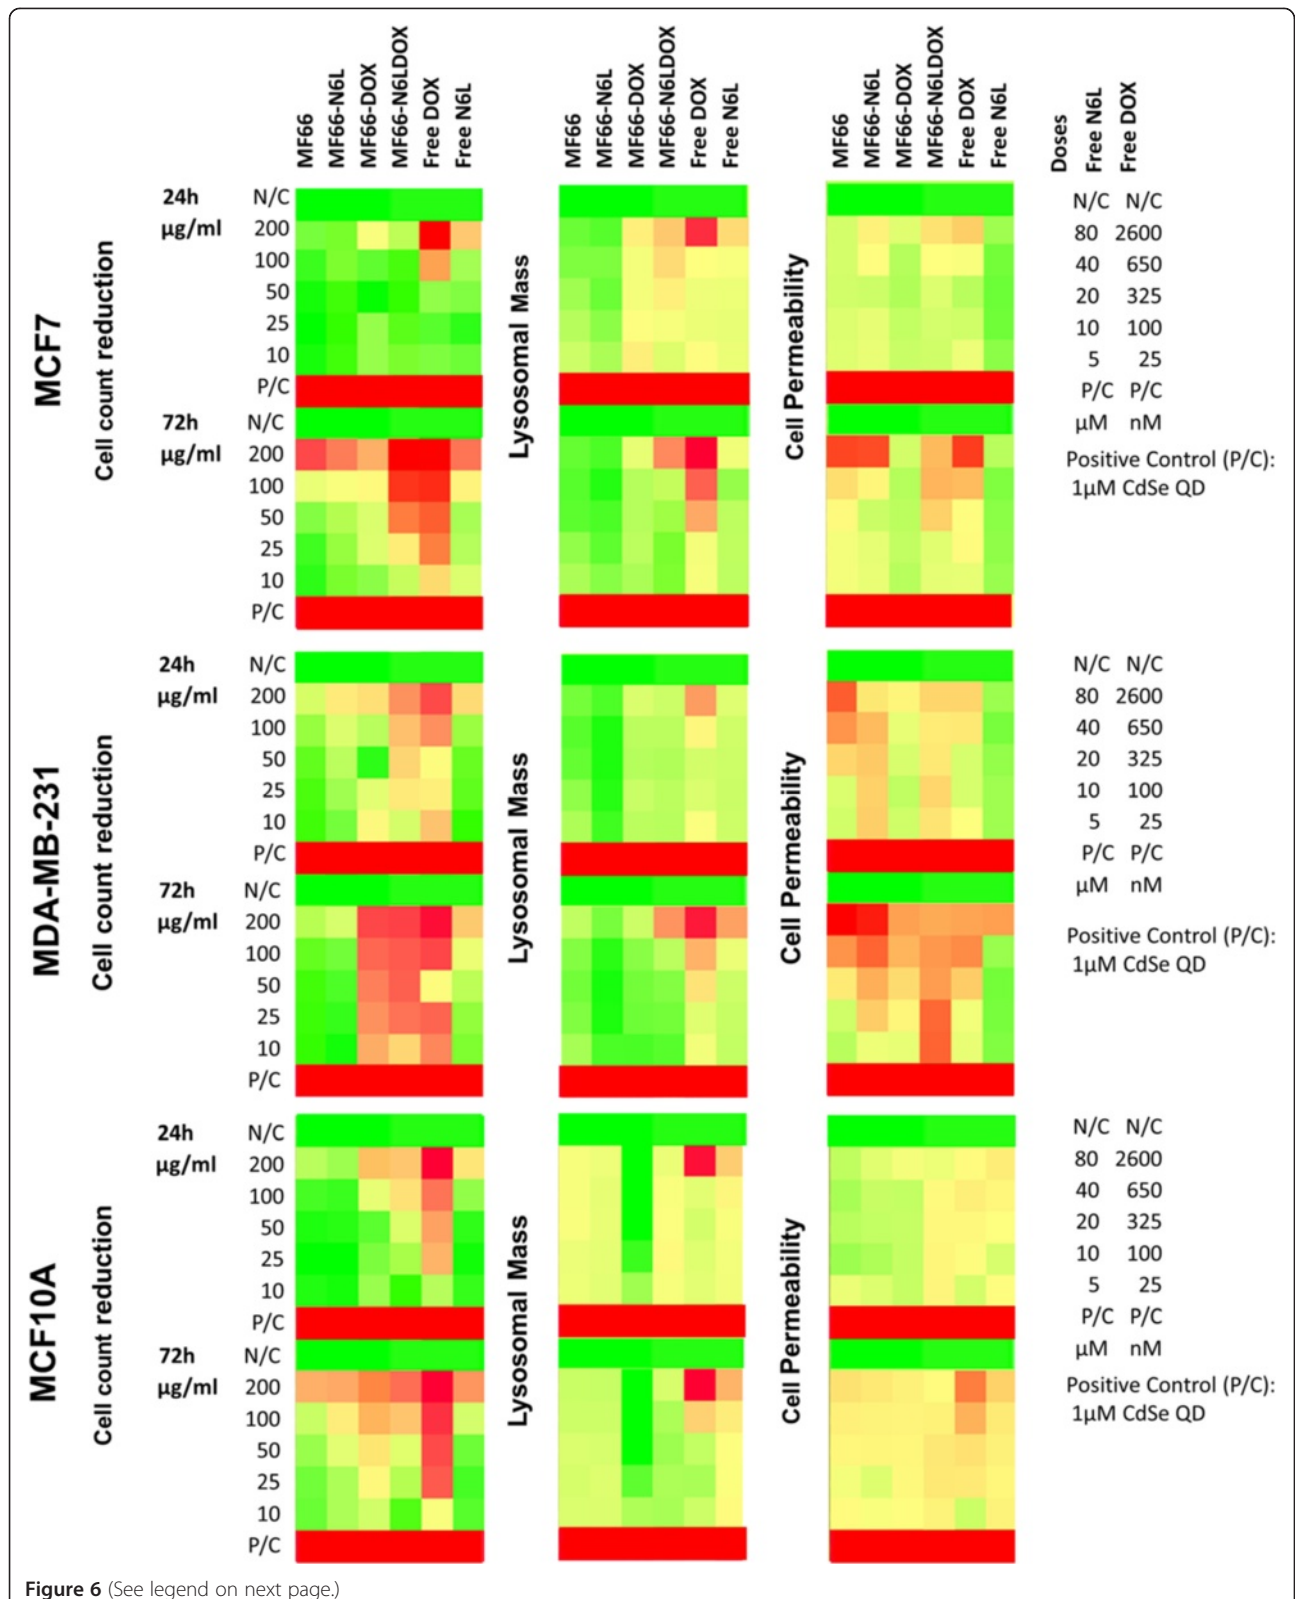 MF66
MF66-N6L
MF66-DOX
MF66-N6LDOX
Free DOX
Free N6L
MF66
MF66-N6L
MF66-DOX
MF66-N6LDOX
Free DOX
Free N6L
MF66
MF66-N6L
MF66-DOX
MF66-N6LDOX
Free DOX
Free N6L
Doses
Free N6L
Free DOX
MCF7
Cell count reduction
24h N/C
µg/ml 200
100
50
25
10
P/C
72h N/C
µg/ml 200
100
50
25
10
P/C
Lysosomal Mass
Cell Permeability
N/C N/C
80 2600
40 650
20 325
10 100
5 25
P/C P/C
µM nM
Positive Control (P/C):
1µM CdSe QD
MDA-MB-231
Cell count reduction
24h N/C
µg/ml 200
100
50
25
10
P/C
72h N/C
µg/ml 200
100
50
25
10
P/C
Lysosomal Mass
Cell Permeability
N/C N/C
80 2600
40 650
20 325
10 100
5 25
P/C P/C
µM nM
Positive Control (P/C):
1µM CdSe QD
MCF10A
Cell count reduction
24h N/C
µg/ml 200
100
50
25
10
P/C
72h N/C
µg/ml 200
100
50
25
10
P/C
Lysosomal Mass
Cell Permeability
N/C N/C
80 2600
40 650
20 325
10 100
5 25
P/C P/C
µM nM
Positive Control (P/C):
1µM CdSe QD
Figure 6 (See legend on next page.)